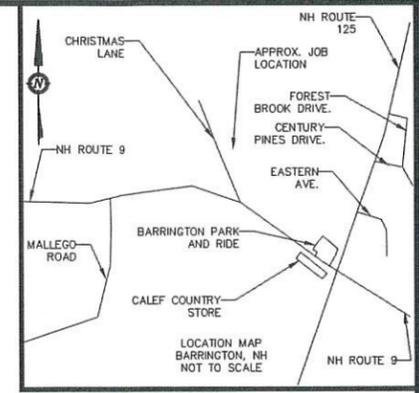 NH ROUTE
125
CHRISTMAS
LANE
APPROX. JOB
LOCATION
FOREST
BROOK DRIVE.
CENTURY
PINES DRIVE.
N
NH ROUTE 9
EASTERN
AVE.
BARRINGTON PARK
AND RIDE
MALLEGO
ROAD
CALEF COUNTRY
STORE
LOCATION MAP
BARRINGTON, NH
NOT TO SCALE
NH ROUTE 9